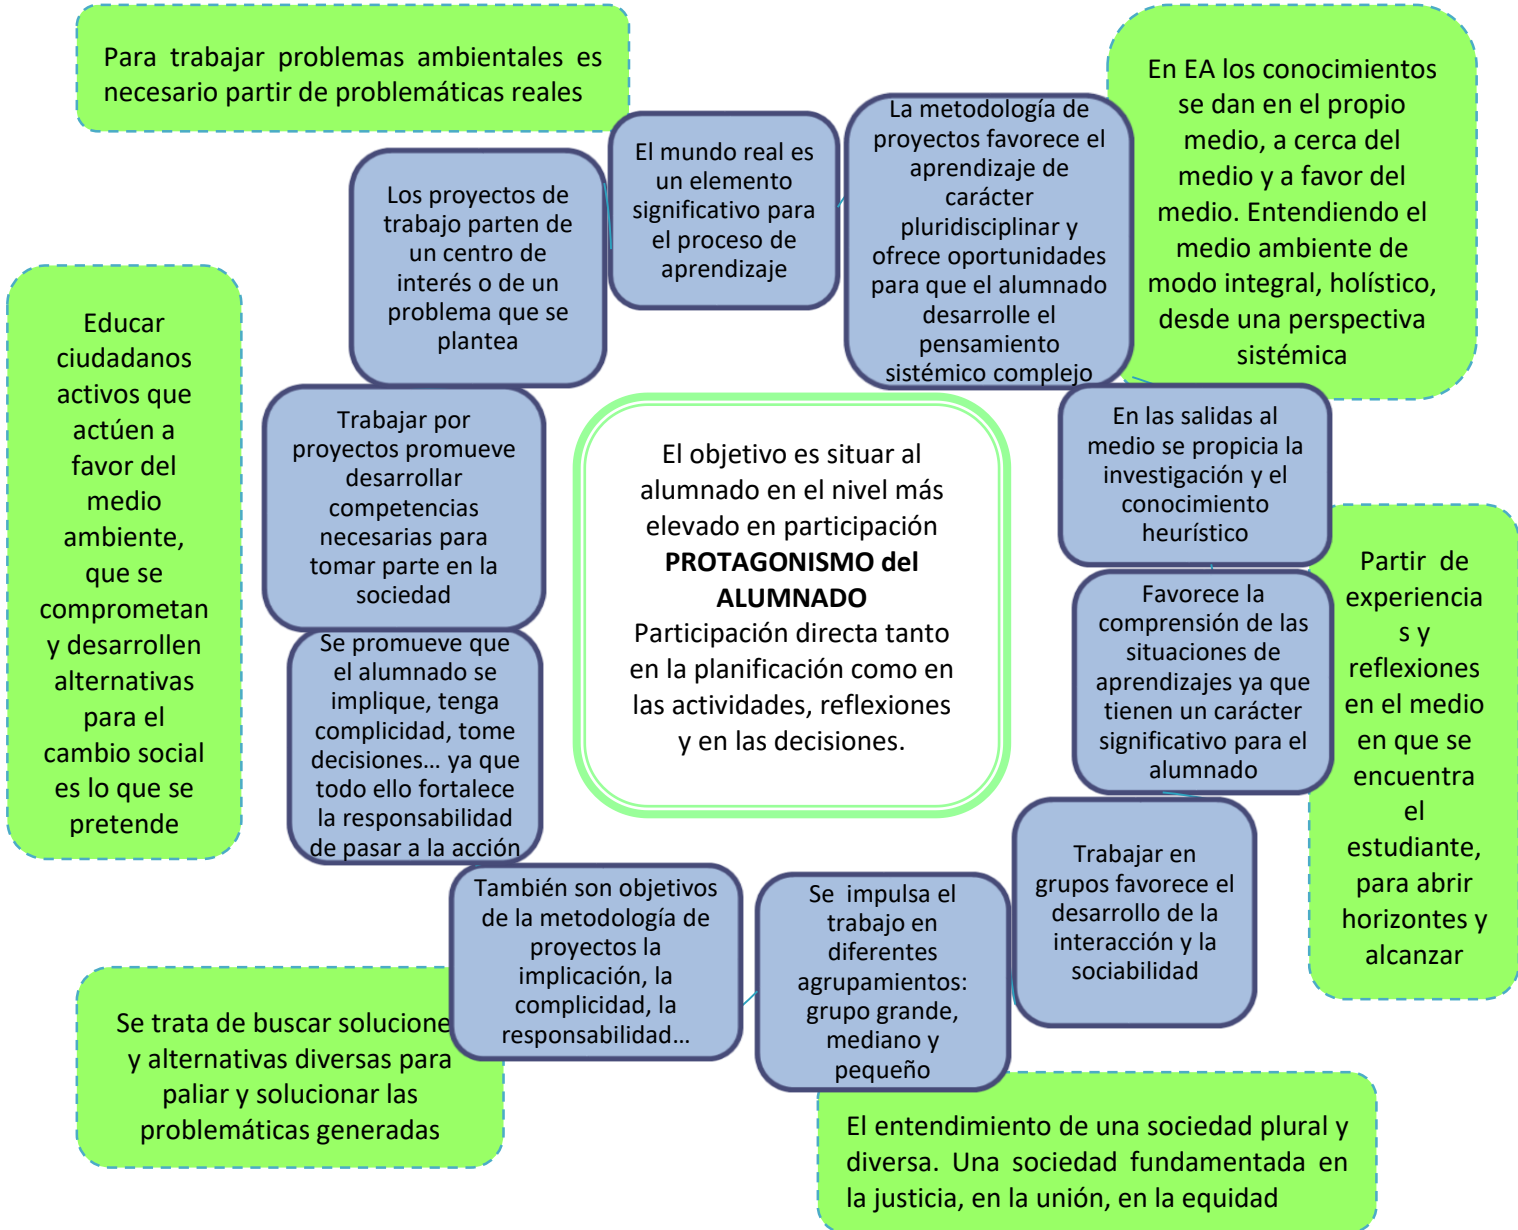 Para trabajar problemas ambientales es
necesario partir de problemáticas reales
En EA los conocimientos
se dan en el propio
medio, a cerca del
medio y a favor del
medio. Entendiendo el
medio ambiente de
modo integral, holístico,
desde una perspectiva
sistémica
La metodología de
proyectos favorece el
aprendizaje de
carácter
pluridisciplinar y
ofrece oportunidades
para que el alumnado
desarrolle el
pensamiento
sistémico complejo
El mundo real es
un elemento
significativo para
el proceso de
aprendizaje
Los proyectos de
trabajo parten de
un centro de
interés o de un
problema que se
plantea
Educar
ciudadanos
activos que
actúen a
favor del
medio
ambiente,
que se
comprometan
y desarrollen
alternativas
para el
cambio social
es lo que se
pretende
Trabajar por
proyectos promueve
desarrollar
competencias
necesarias para
tomar parte en la
sociedad
El objetivo es situar al
alumnado en el nivel más
elevado en participación
PROTAGONISMO del
ALUMNADO
Participación directa tanto
en la planificación como en
las actividades, reflexiones
y en las decisiones.
En las salidas al
medio se propicia la
investigación y el
conocimiento
heurístico
Partir de
experiencia
s y
reflexiones
en el medio
en que se
encuentra
el
estudiante,
para abrir
horizontes y
alcanzar
Favorece la
comprensión de las
situaciones de
aprendizajes ya que
tienen un carácter
significativo para el
alumnado
Se promueve que
el alumnado se
implique, tenga
complicidad, tome
decisiones… ya que
todo ello fortalece
la responsabilidad
de pasar a la acción
Trabajar en
grupos favorece el
desarrollo de la
interacción y la
sociabilidad
También son objetivos
de la metodología de
proyectos la
implicación, la
complicidad, la
responsabilidad…
Se impulsa el
trabajo en
diferentes
agrupamientos:
grupo grande,
mediano y
pequeño
Se trata de buscar solucione
y alternativas diversas para
paliar y solucionar las
problemáticas generadas
El entendimiento de una sociedad plural y
diversa. Una sociedad fundamentada en
la justicia, en la unión, en la equidad